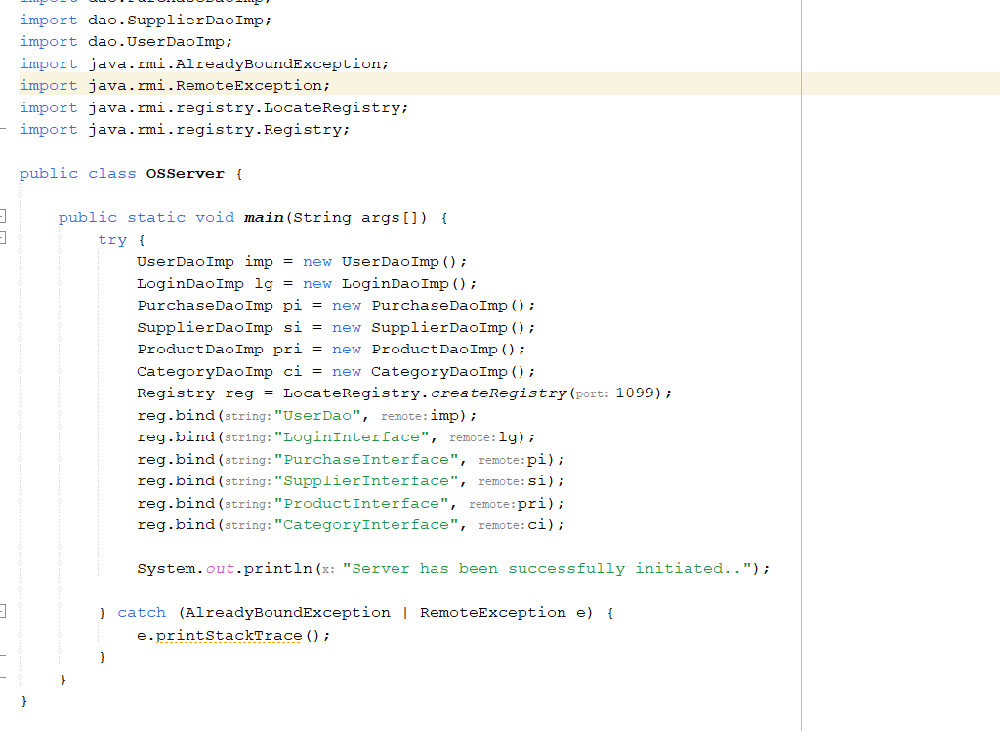 import dao.PurchaseDaoImp;
import dao.SupplierDaoImp;
import dao.UserDaoImp;
import java.rmi.AlreadyBoundException;
import java.rmi.RemoteException;
import java.rmi.registry.LocateRegistry;
import java.rmi.registry.Registry;
public class OSServer {
public static void main(String args[]) {
try {
UserDaoImp imp = new UserDaoImp();
LoginDaoImp lg = new LoginDaoImp();
PurchaseDaoImp pi = new PurchaseDaoImp();
SupplierDaoImp si = new SupplierDaoImp();
ProductDaoImp pri = new ProductDaoImp();
CategoryDaoImp ci = new CategoryDaoImp();
Registry reg = LocateRegistry.createRegistry(port: 1099);
reg.bind(string: "UserDao", remote: imp);
reg.bind(string: "LoginInterface", remote: lg);
reg.bind(string: "PurchaseInterface", remote: pi);
reg.bind(string: "SupplierInterface", remote: si);
reg.bind(string: "ProductInterface", remote: pri);
reg.bind(string: "CategoryInterface", remote: ci);
System.out.println(x: "Server has been successfully initiated..");
} catch (AlreadyBoundException | RemoteException e) {
e.printStackTrace();
}
}
}